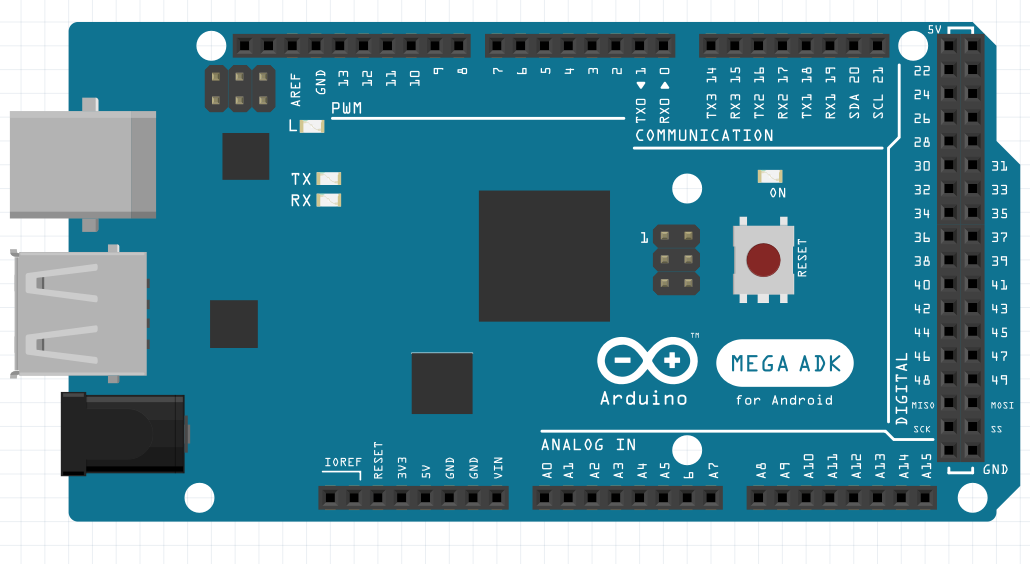 5V
AREF
GND
13
12
11
10
9
8
7
6
5
4
3
2
TX0 ◀ 1
RX0 ▶ 0
TX3 14
RX3 15
TX2 16
RX2 17
TX1 18
RX1 19
SDA 20
SCL 21
PWM
L
COMMUNICATION
TX
RX
ON
1
RESET
22
24
26
28
30 31
32 33
34 35
36 37
38 39
40 41
42 43
44 45
46 47
48 49
MISO MOSI
SCK SS
DIGITAL
GND
TM
MEGA ADK
Arduino
for Android
ANALOG IN
IOREF
RESET
3V3
5V
GND
GND
VIN
A0
A1
A2
A3
A4
A5
6
A7
A8
A9
A10
A11
A12
A13
A14
A15